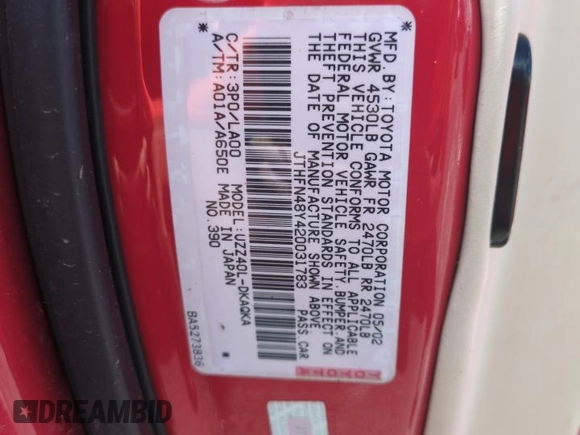 MFD.BY:TOYOTA MOTOR CORPORATION 05/02
GVWR 4530LB GAWR FR 2470LB RR 2470LB
THIS VEHICLE CONFORMS TO ALL APPLICABLE
FEDERAL MOTOR VEHICLE SAFETY,BUMPER,AND
THEFT PREVENTION STANDARDS IN EFFECT ON
THE DATE OF MANUFACTURE SHOWN ABOVE.
JTHFN48Y420031783 PASS.CAR
C/TR:3P0/LA00 MODEL:UZZ40L-DKAQKA
A/TM:A01A/A650E MADE IN JAPAN
NO.390
BA5273836
DREAMBID